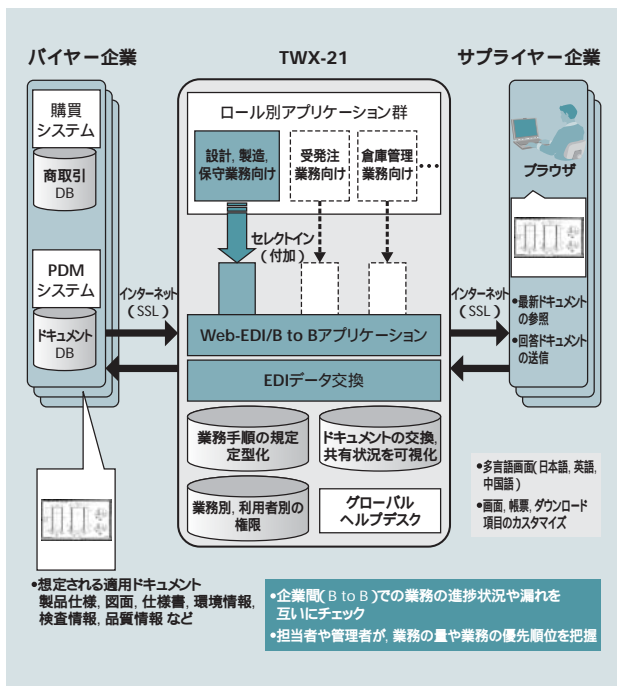 バイヤー企業
TWX-21
サプライヤー企業
購買
システム
商取引
DB
PDM
システム
ドキュメント
DB
インターネット
(SSL)
ロール別アプリケーション群
設計, 製造,
保守業務向け
受発注
業務向け
倉庫管理
業務向け
…
セレクトイン
(付加)
Web-EDI/B to Bアプリケーション
EDIデータ交換
業務手順の規定
定型化
ドキュメントの交換,
共有状況を可視化
業務別, 利用者別の
権限
グローバル
ヘルプデスク
インターネット
(SSL)
ブラウザ
•最新ドキュメント
の参照
•回答ドキュメント
の送信
•多言語画面(日本語, 英語,
中国語)
•画面, 帳票, ダウンロード
項目のカスタマイズ
•想定される適用ドキュメント
製品仕様, 図面, 仕様書, 環境情報,
検査情報, 品質情報 など
•企業間(B to B)での業務の進捗状況や漏れを
互いにチェック
•担当者や管理者が, 業務の量や業務の優先順位を把握